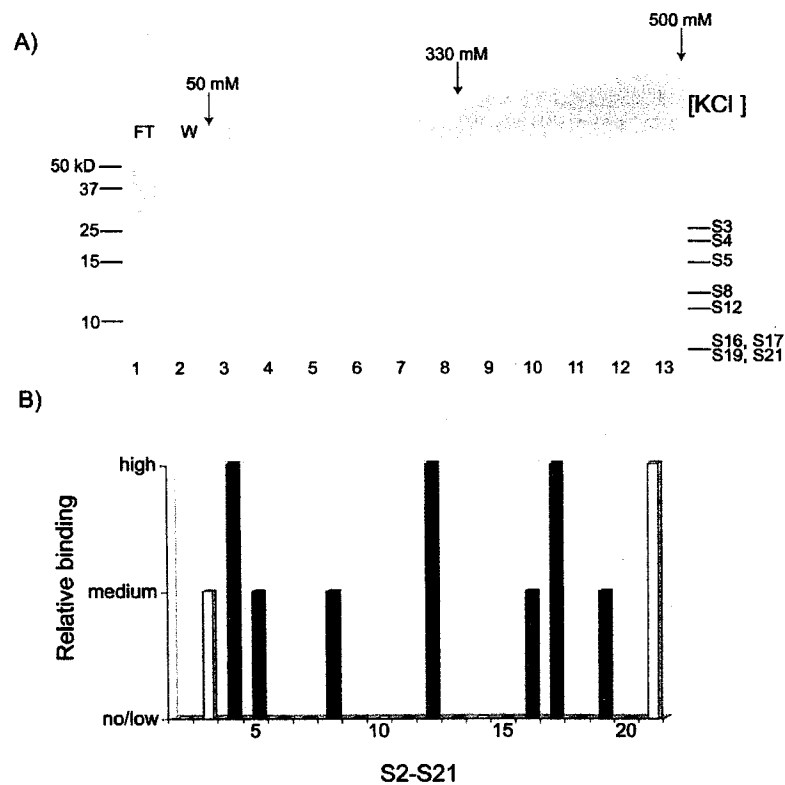 A)
500 mM
330 mM
50 mM
[KCl ]
FT W
50 kD
37
25
15
10
S3
S4
S5
S8
S12
S16, S17
S19, S21
1 2 3 4 5 6 7 8 9 10 11 12 13
B)
high
medium
no/low
Relative binding
5 10 15 20
S2-S21